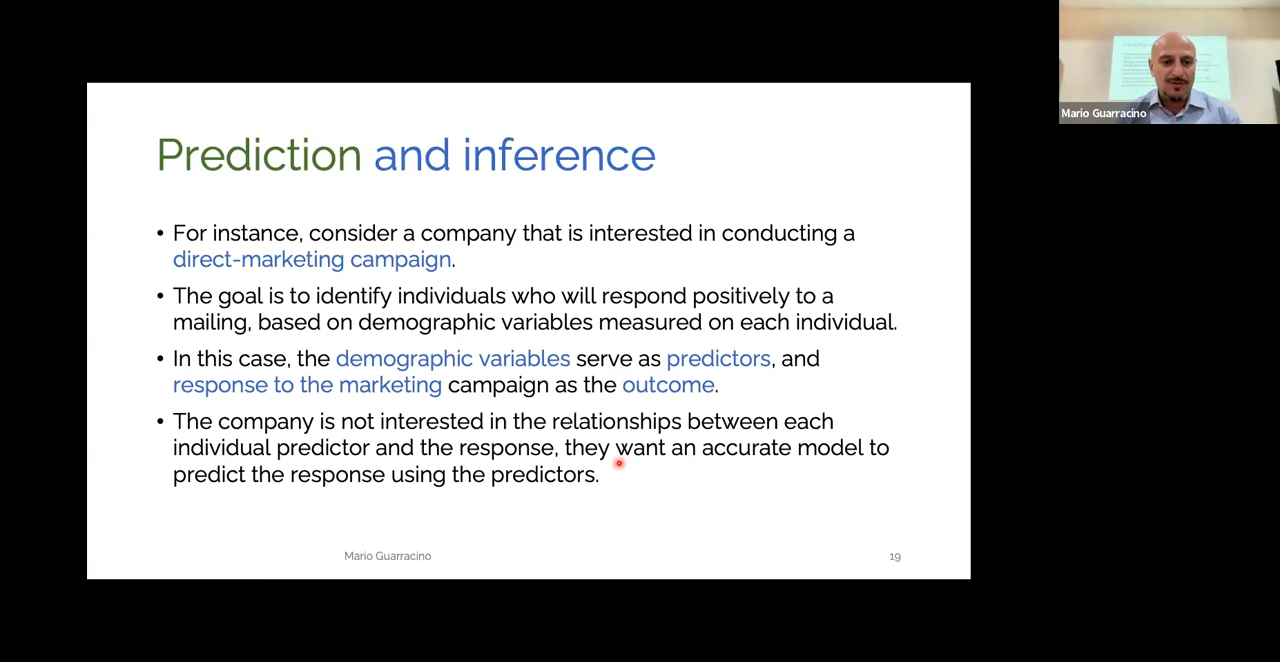 Mario Guarracino
Prediction and inference
• For instance, consider a company that is interested in conducting a
direct-marketing campaign.
• The goal is to identify individuals who will respond positively to a
mailing, based on demographic variables measured on each individual.
• In this case, the demographic variables serve as predictors, and
response to the marketing campaign as the outcome.
• The company is not interested in the relationships between each
individual predictor and the response, they want an accurate model to
predict the response using the predictors.
Mario Guarracino
19